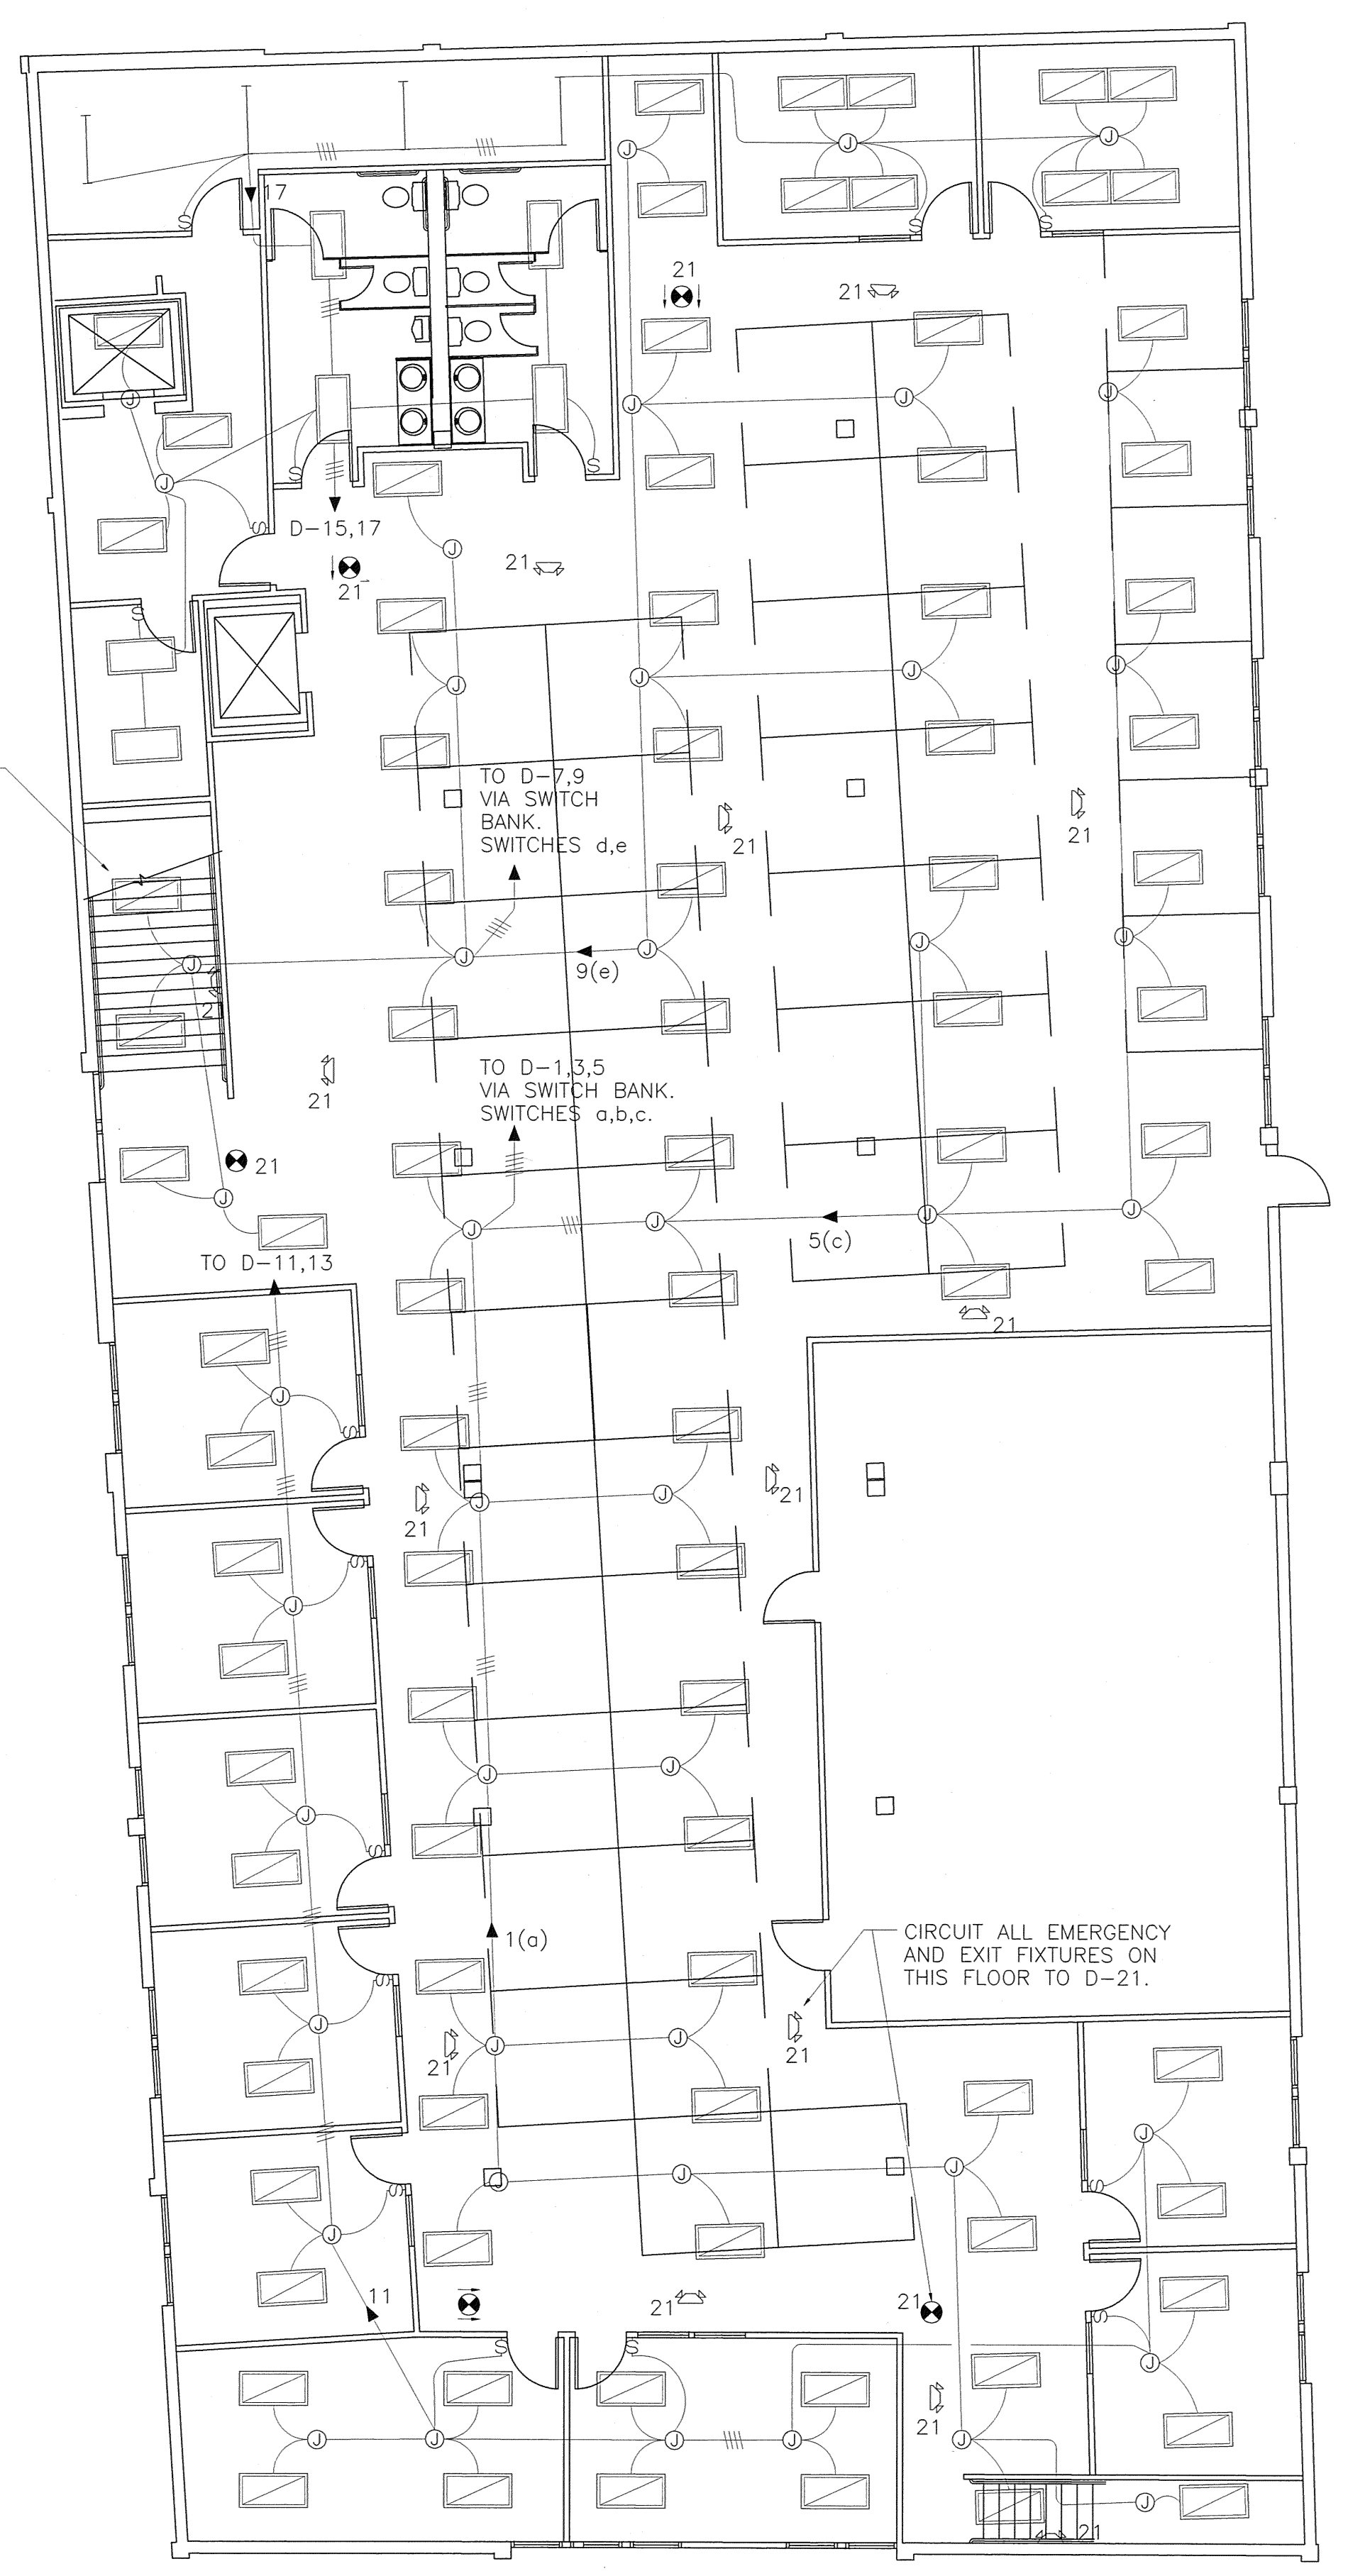 17
21
21
D-15,17
21
21
TO D-7,9
VIA SWITCH
BANK.
SWITCHES d,e
21
21
9(e)
2
TO D-1,3,5
VIA SWITCH BANK.
SWITCHES a,b,c.
21
21
5(c)
TO D-11,13
21
21
21
1(a)
CIRCUIT ALL EMERGENCY
AND EXIT FIXTURES ON
THIS FLOOR TO D-21.
21
21
11
21
21
21
21